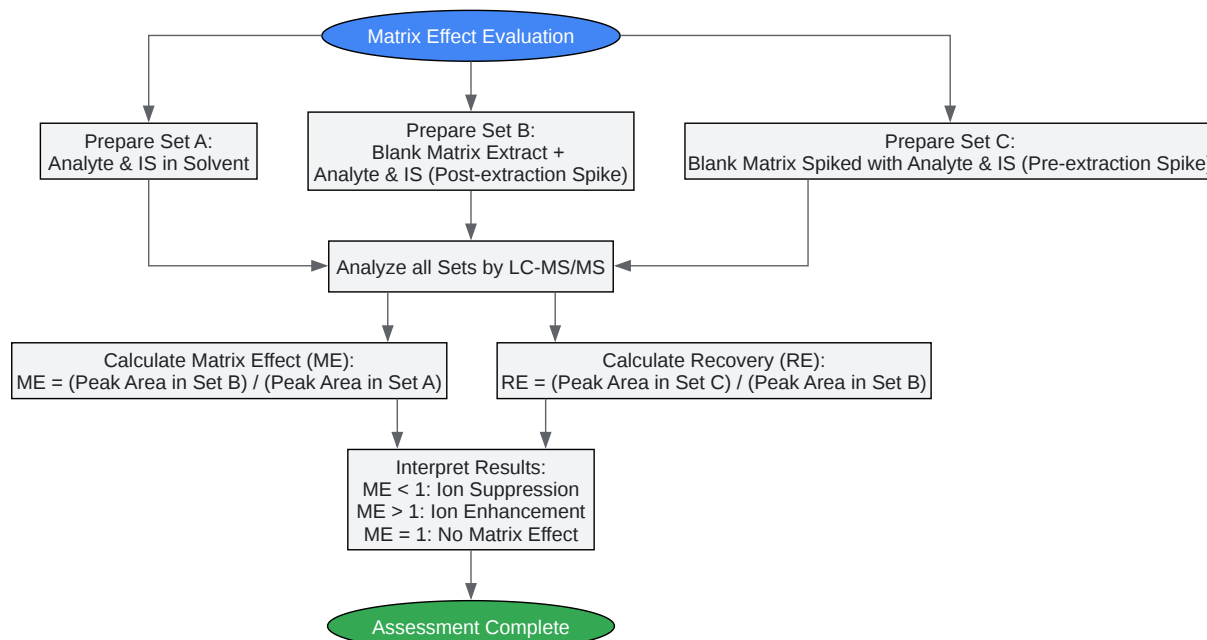 Matrix Effect Evaluation
Prepare Set A:
Analyte & IS in Solvent
Prepare Set B:
Blank Matrix Extract +
Analyte & IS (Post-extraction Spike)
Prepare Set C:
Blank Matrix Spiked with Analyte & IS (Pre-extraction Spike)
Analyze all Sets by LC-MS/MS
Calculate Matrix Effect (ME):
ME = (Peak Area in Set B) / (Peak Area in Set A)
Calculate Recovery (RE):
RE = (Peak Area in Set C) / (Peak Area in Set B)
Interpret Results:
ME < 1: Ion Suppression
ME > 1: Ion Enhancement
ME = 1: No Matrix Effect
Assessment Complete